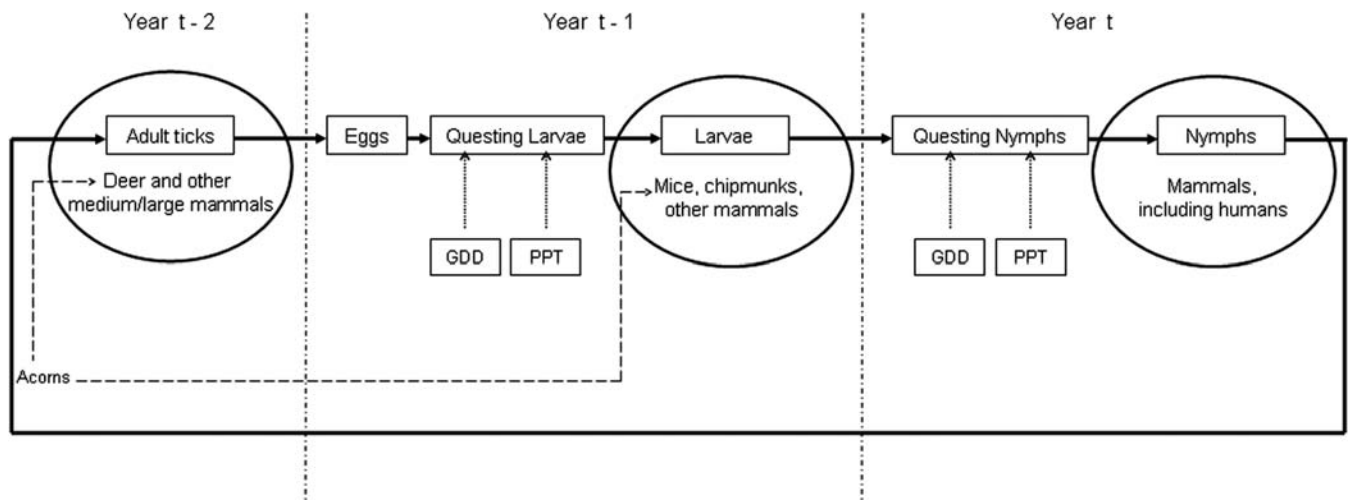 Year t - 2
Year t - 1
Year t
Adult ticks
Eggs
Questing Larvae
Larvae
Questing Nymphs
Nymphs
Deer and other
medium/large mammals
Mice, chipmunks,
other mammals
Mammals,
including humans
GDD
PPT
GDD
PPT
Acorns